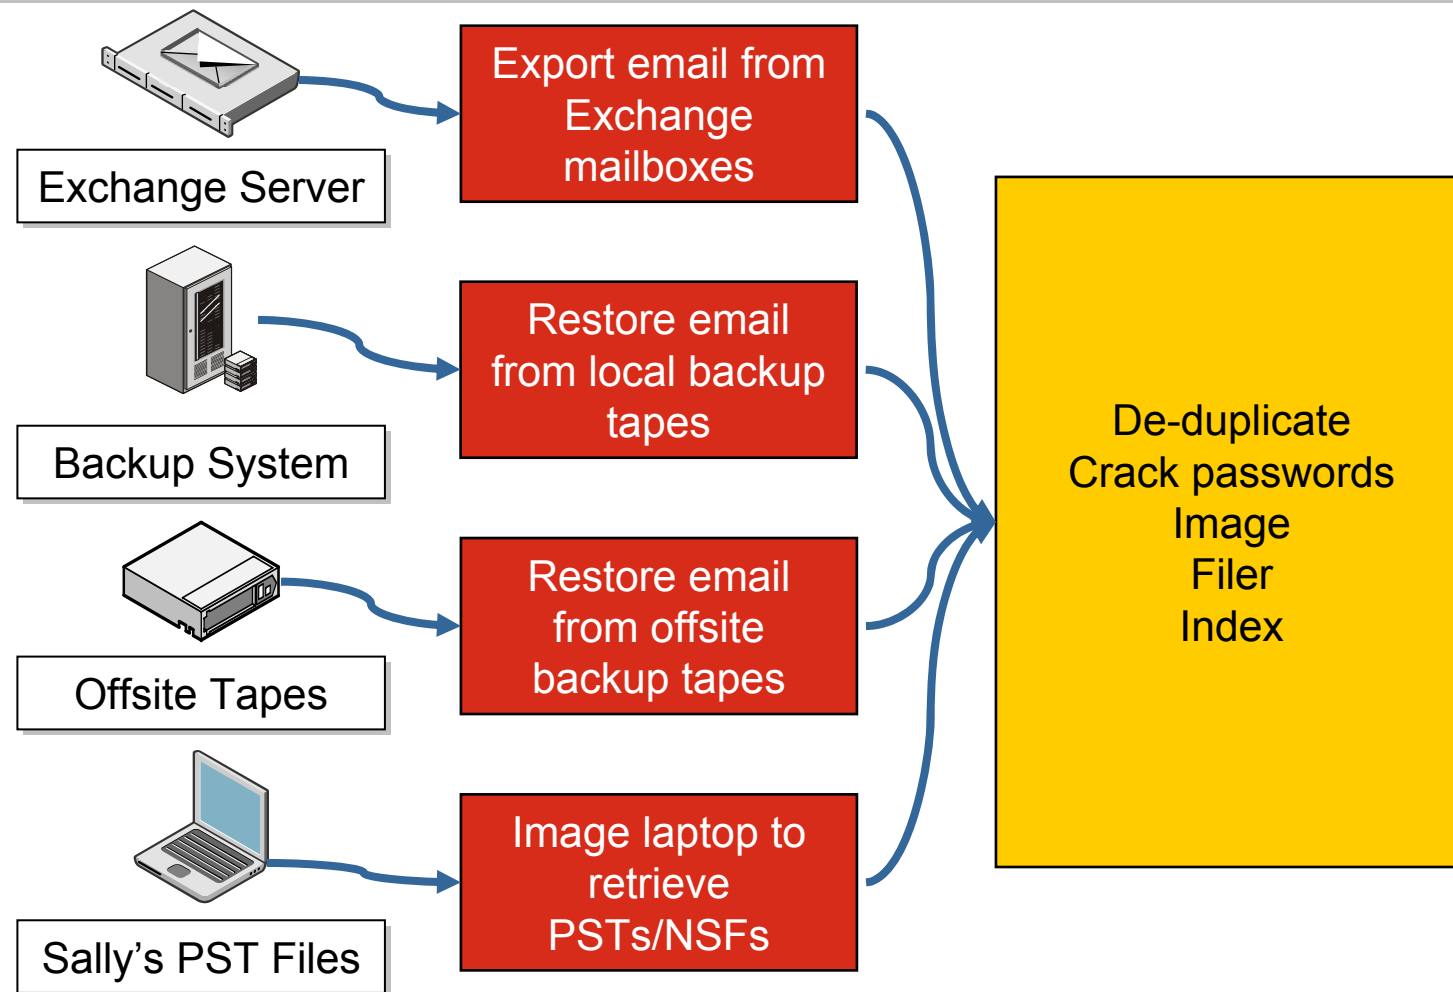 Exchange Server
Export email from
Exchange
mailboxes
Backup System
Restore email
from local backup
tapes
Offsite Tapes
Restore email
from offsite
backup tapes
Sally's PST Files
Image laptop to
retrieve
PSTs/NSFs
De-duplicate
Crack passwords
Image
Filer
Index